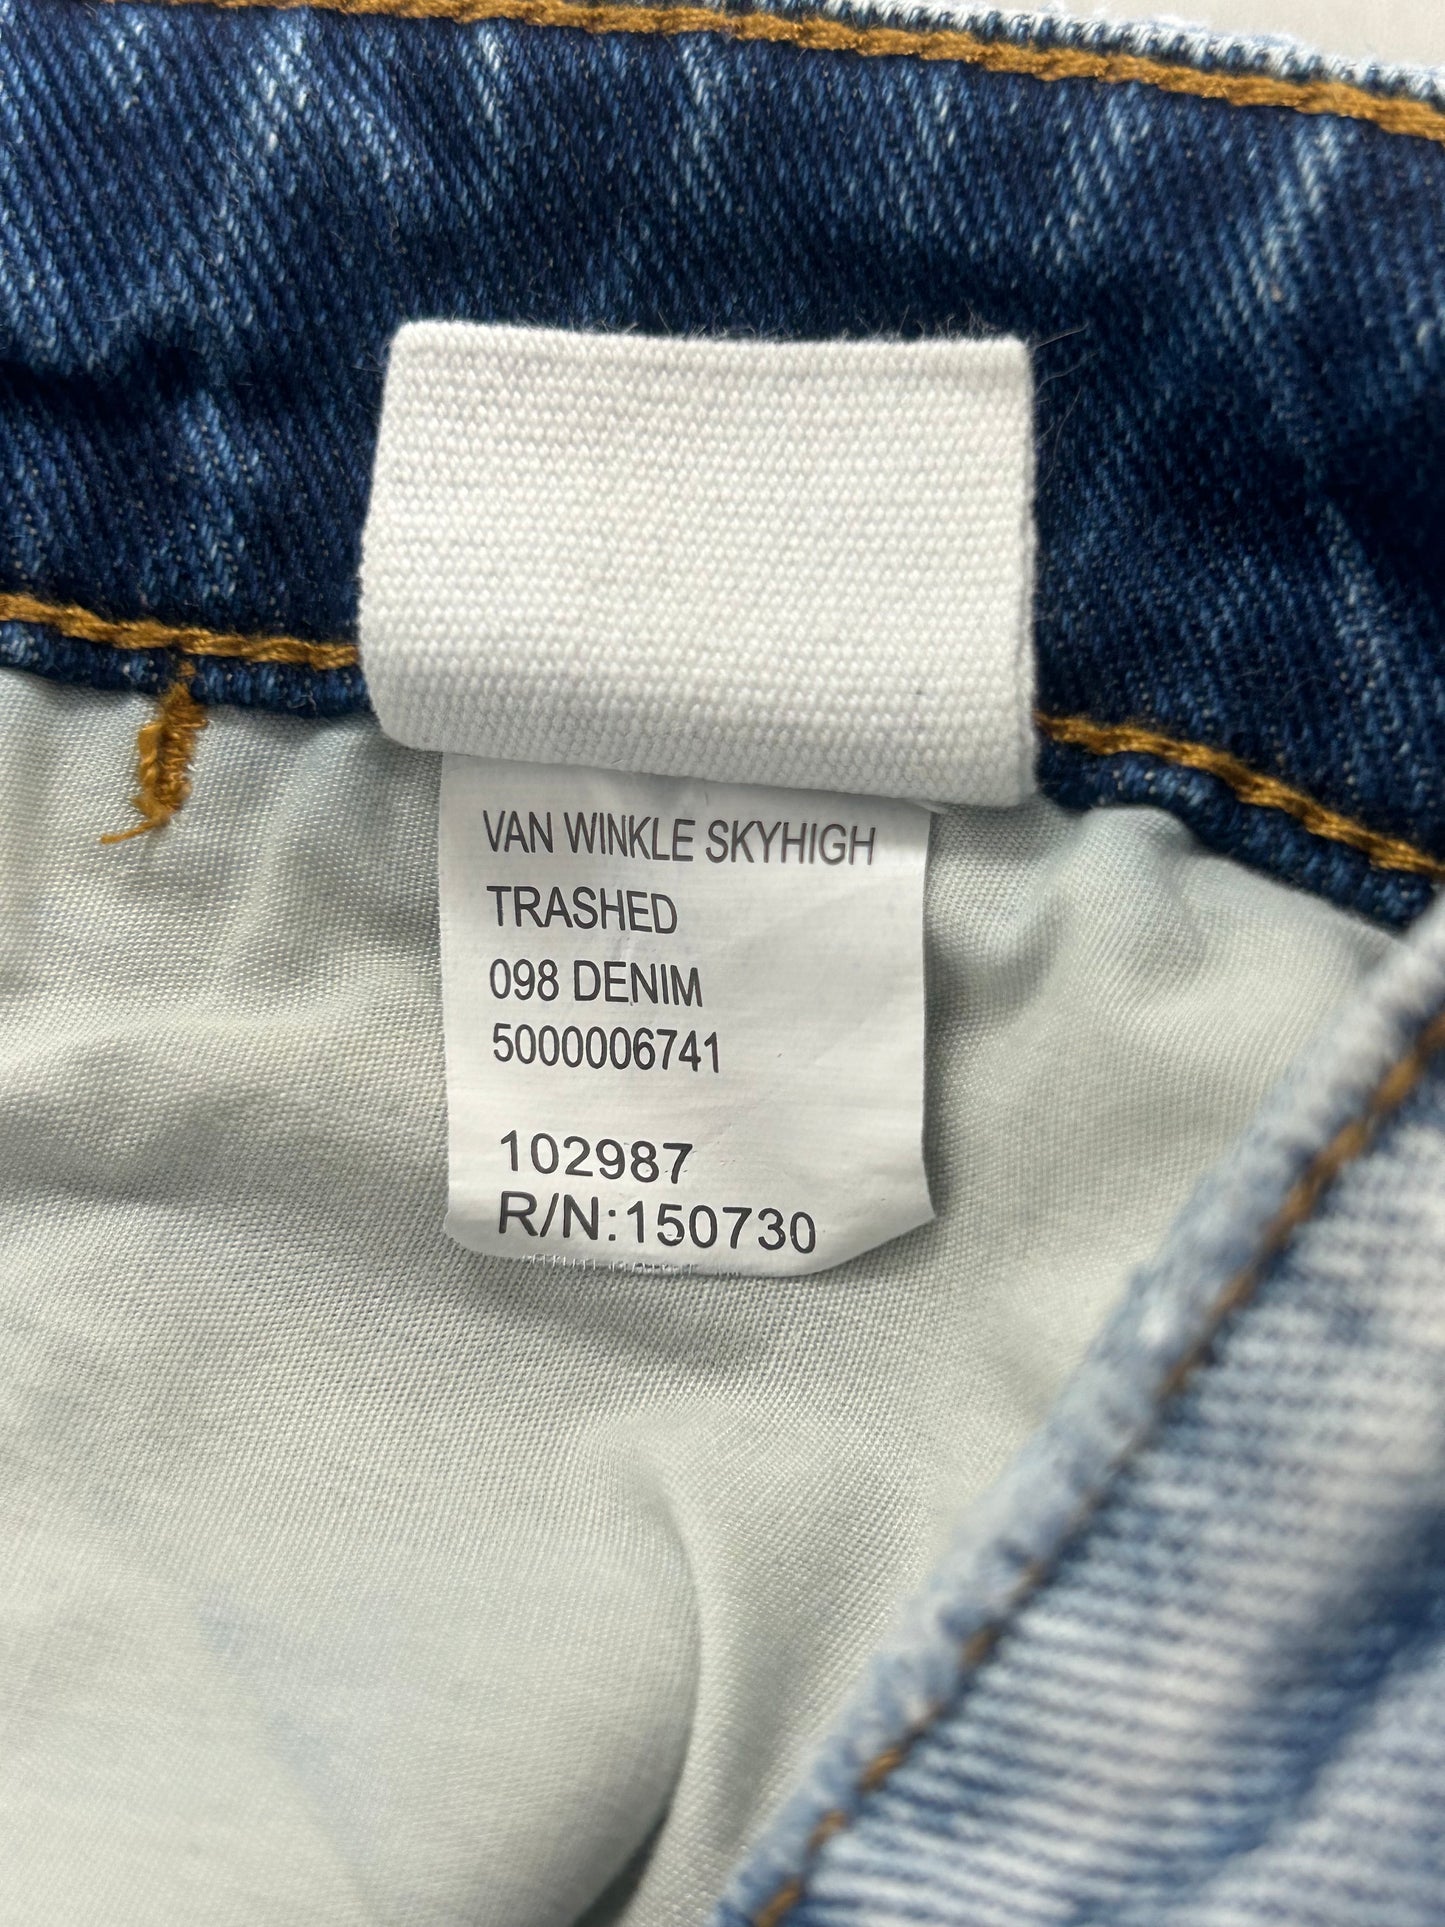 VAN WINKLE SKYHIGH
TRASHED
098 DENIM
5000006741
102987
R/N:150730